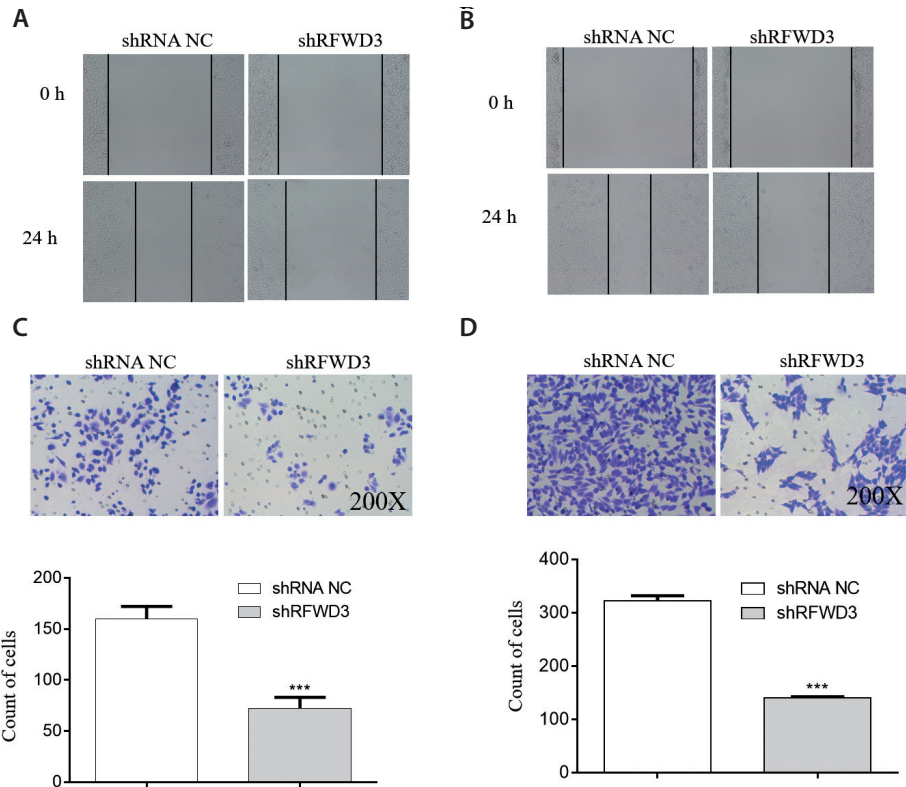 A
shRNA NC shRFWD3
0 h
24 h
B
shRNA NC shRFWD3
0 h
24 h
C
shRNA NC shRFWD3
200X
200
150
100
50
0
Count of cells
shRNA NC
shRFWD3
***
D
shRNA NC shRFWD3
200X
400
300
200
100
0
Count of cells
shRNA NC
shRFWD3
***